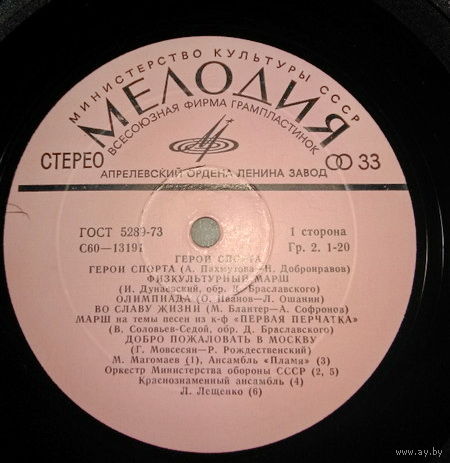 МИНИСТЕРСТВО КУЛЬТУРЫ СССР
МЕЛОДИЯ
ВСЕСОЮЗНАЯ ФИРМА ГРАМПЛАСТИНОК
СТЕРЕО 33
АПРЕЛЕВСКИЙ ОРДЕНА ЛЕНИНА ЗАВОД
ГОСТ 5289-73 1 сторона
С60—13191 Гр. 2. 1-20
ГЕРОИ СПОРТА
ГЕРОИ СПОРТА (А. Пахмутова—Н. Добронравов)
ФИЗКУЛЬТУРНЫЙ МАРШ
(И. Дунаевский, обр. Д. Браславского)
ОЛИМПИАДА (О. Иванов—Л. Ошанин)
ВО СЛАВУ ЖИЗНИ (М. Блантер—А. Софронов)
МАРШ на темы песен из к-ф «ПЕРВАЯ ПЕРЧАТКА»
(В. Соловьев-Седой, обр. Д. Браславского)
ДОБРО ПОЖАЛОВАТЬ В МОСКВУ
(Г. Мовсесян—Р. Рождественский)
М. Магомаев (1), Ансамбль «Пламя» (3)
Оркестр Министерства обороны СССР (2, 5)
Краснознаменный ансамбль (4)
Л. Лещенко (6)
www.ay.by